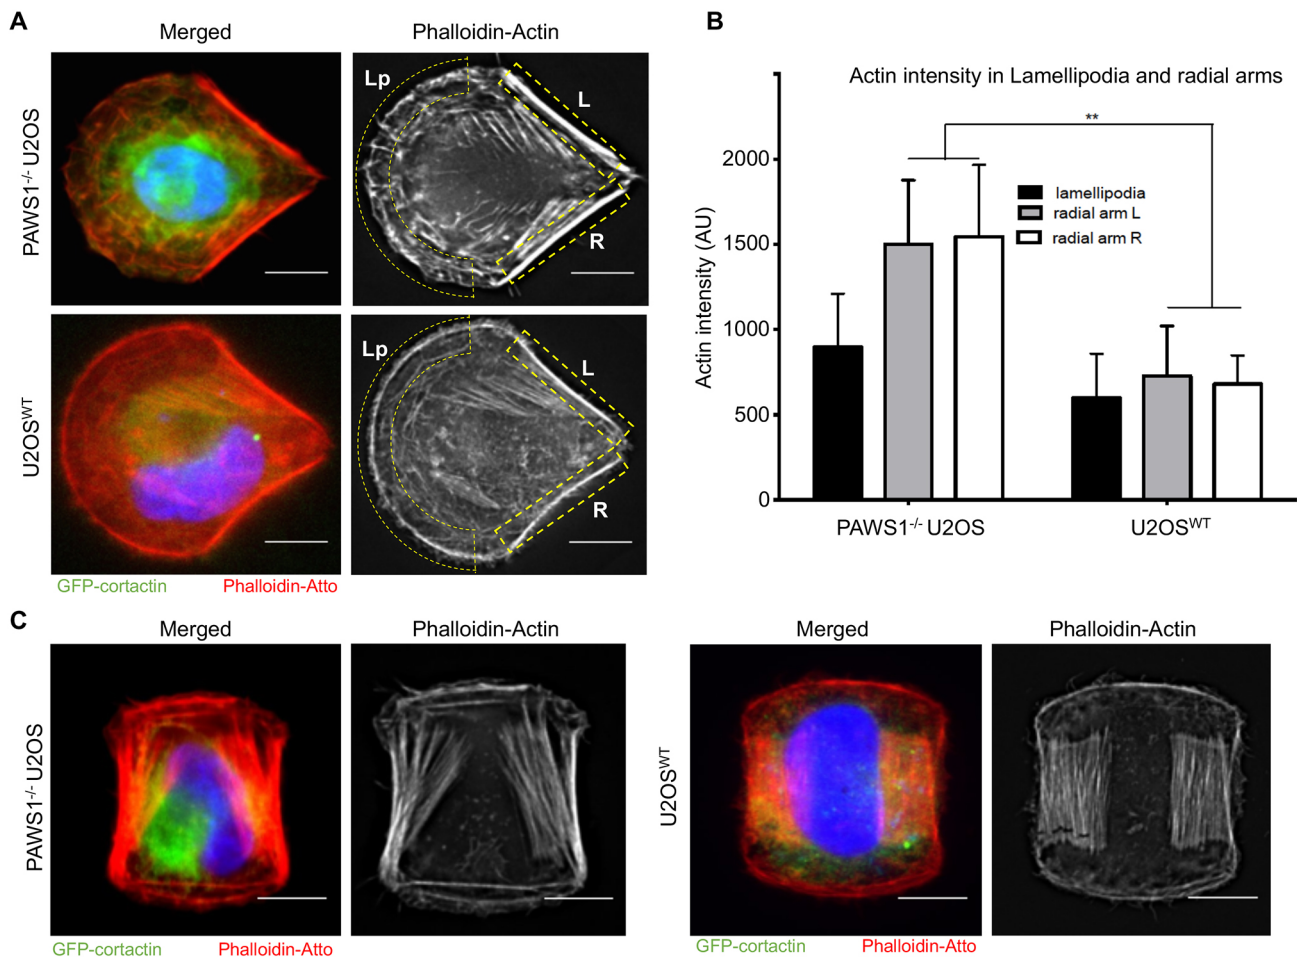 A
Merged
Phalloidin-Actin
PAWS1-/- U2OS
Lp
L
R
U2OSWT
Lp
L
R
GFP-cortactin
Phalloidin-Atto
B
Actin intensity in Lamellipodia and radial arms
**
lamellipodia
radial arm L
radial arm R
Actin intensity (AU)
2000
1500
1000
500
0
PAWS1-/- U2OS
U2OSWT
C
Merged
Phalloidin-Actin
PAWS1-/- U2OS
GFP-cortactin
Phalloidin-Atto
Merged
Phalloidin-Actin
U2OSWT
GFP-cortactin
Phalloidin-Atto